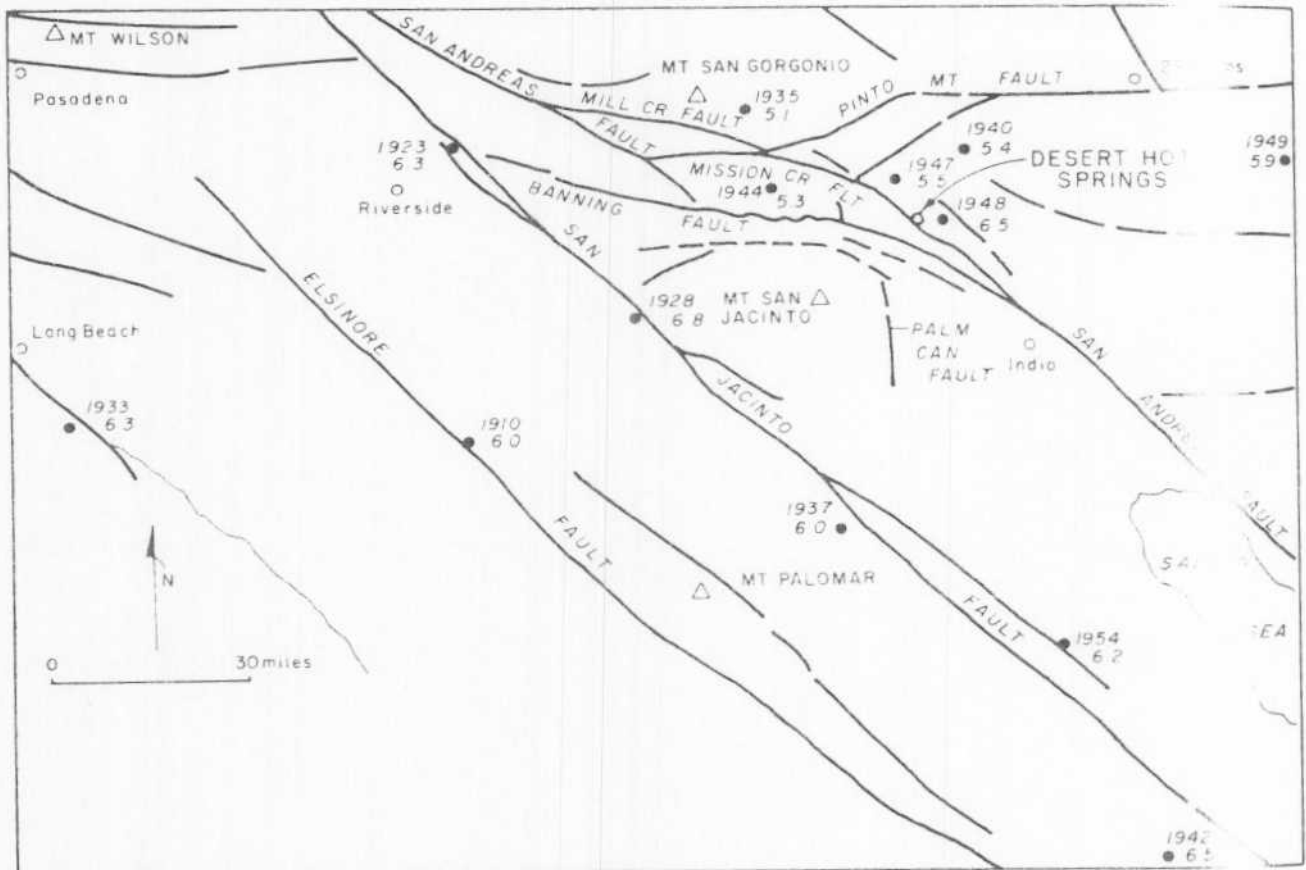 MT WILSON
Pasadena
SAN ANDREAS
FAULT
MT SAN GORGONIO
MILL CR FAULT
1935
5.1
PINTO MT FAULT
1923
6.3
Riverside
BANNING
FAULT
MISSION CR FLT
1944
5.3
1940
5.4
1947
5.5
1949
5.9
DESERT HOT
SPRINGS
1948
6.5
Long Beach
ELSINORE
FAULT
SAN
JACINTO
FAULT
1928
6.8
MT SAN
JACINTO
PALM
CAN
FAULT
Indio
SAN
1933
6.3
1910
6.0
1937
6.0
MT PALOMAR
N
0 30 miles
1954
6.2
SEA
1942
6.5